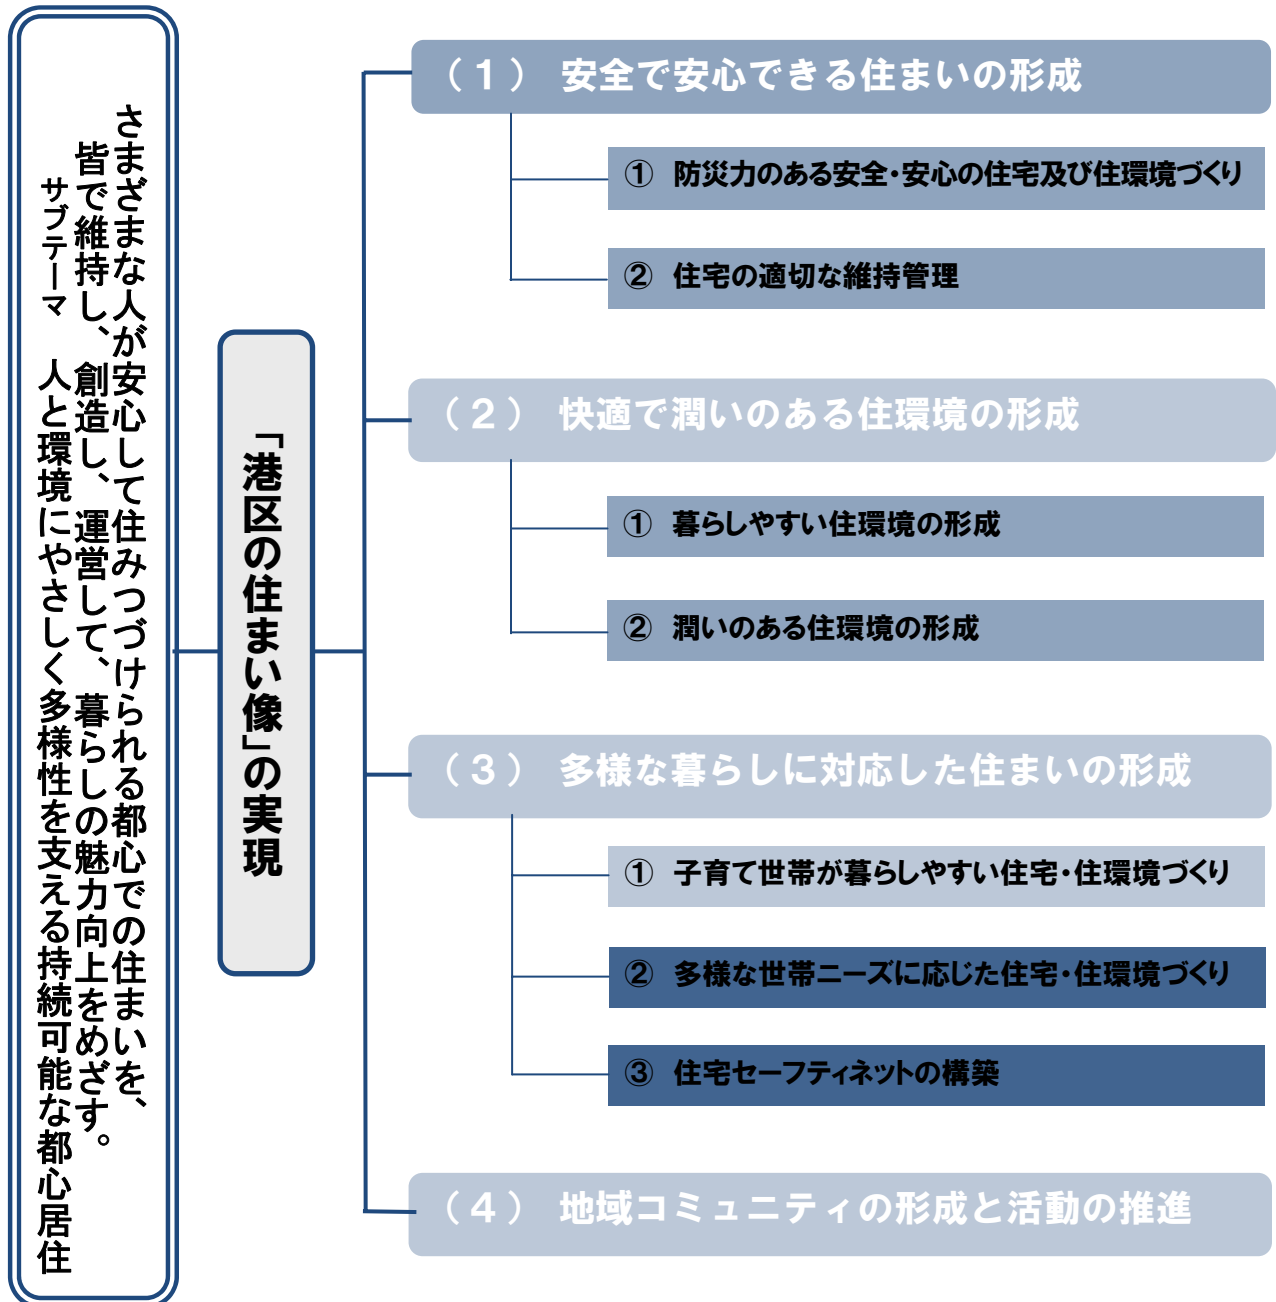 さまざまな人が安心して住みつづけられる都心での住まいを、
皆で維持し、創造し、運営して、暮らしの魅力向上をめざす。
サブテーマ　人と環境にやさしく多様性を支える持続可能な都心居住
「港区の住まい像」の実現
（１） 安全で安心できる住まいの形成
① 防災力のある安全・安心の住宅及び住環境づくり
② 住宅の適切な維持管理
（２） 快適で潤いのある住環境の形成
① 暮らしやすい住環境の形成
② 潤いのある住環境の形成
（３） 多様な暮らしに対応した住まいの形成
① 子育て世帯が暮らしやすい住宅・住環境づくり
② 多様な世帯ニーズに応じた住宅・住環境づくり
③ 住宅セーフティネットの構築
（４） 地域コミュニティの形成と活動の推進